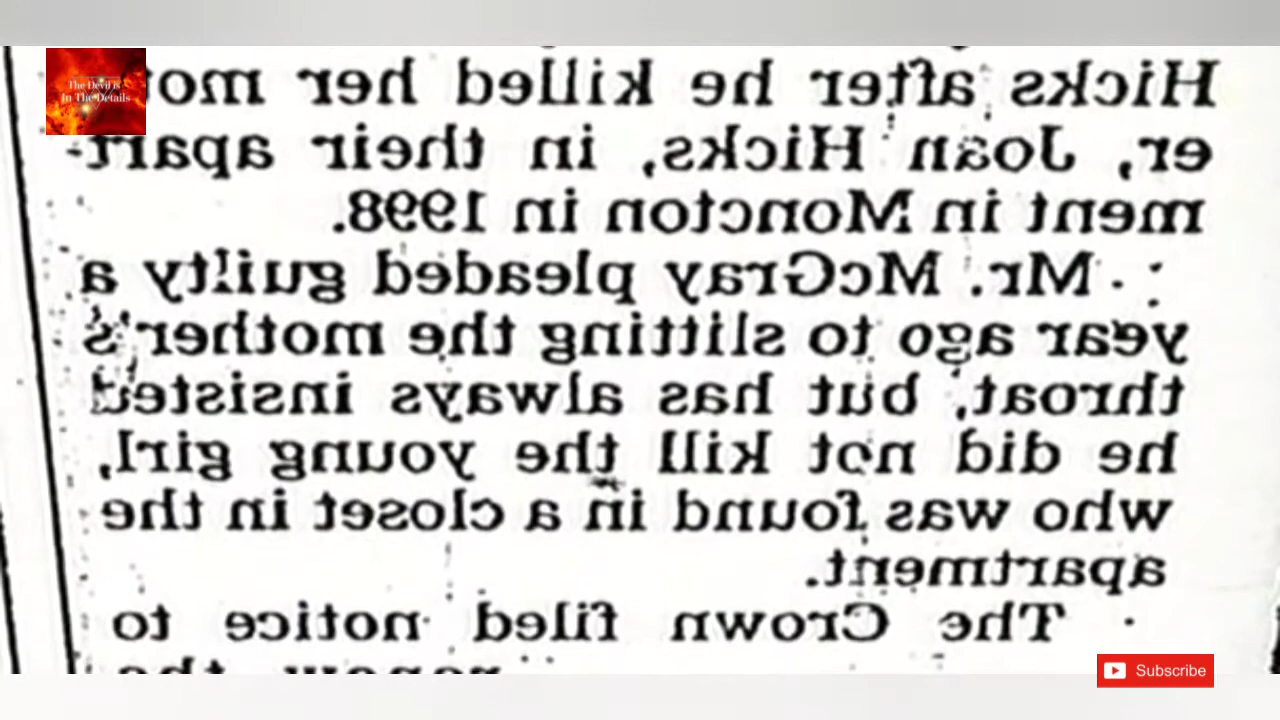 The Devil is
In The Details
Hicks after he killed her mo
er, Joan Hicks, in their apart-
ment in Moncton in 1998.
Mr. McGray pleaded guilty a
year ago to slitting the mother's
throat, but has always insisted
he did not kill the young girl,
who was found in a closet in the
apartment.
The Crown filed notice to
renew the
Subscribe